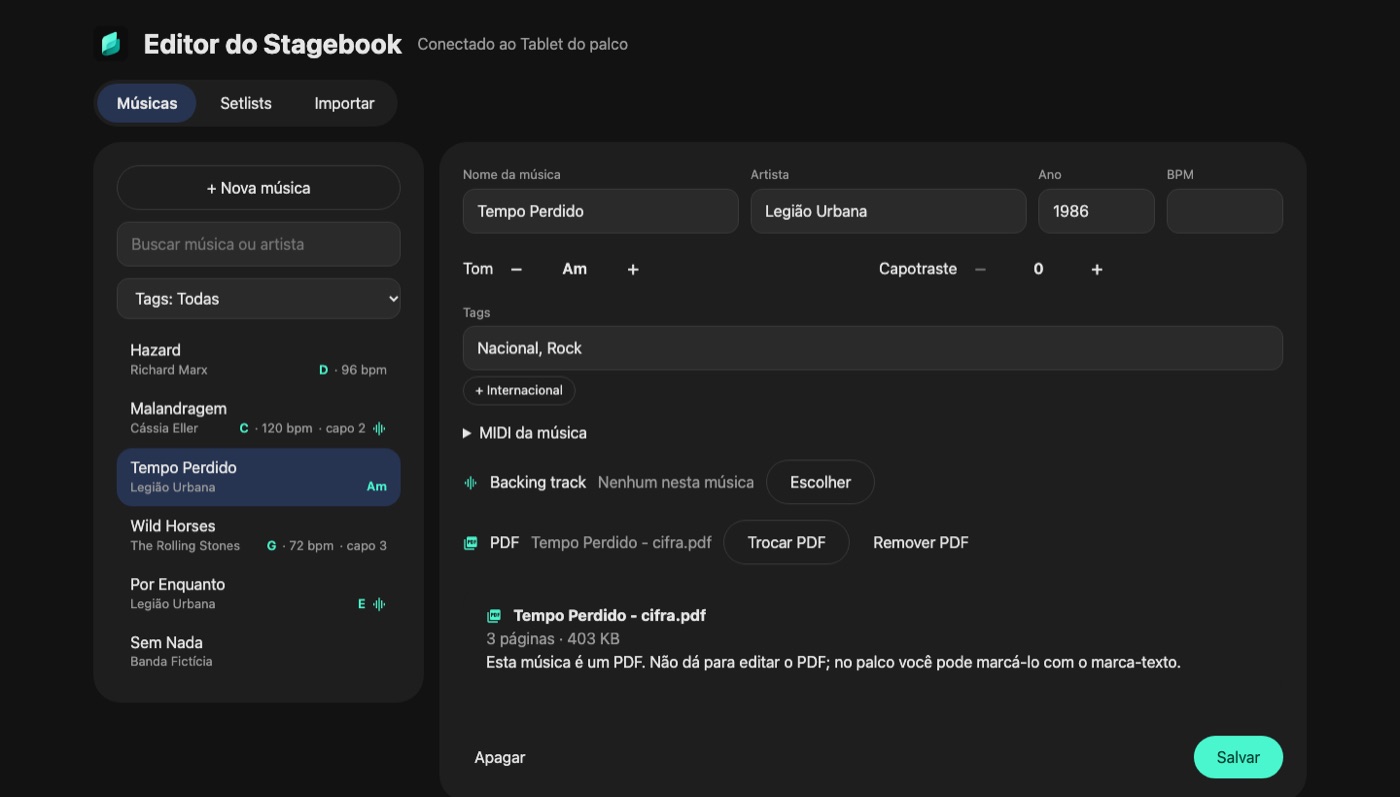 Editor do Stagebook Conectado ao Tablet do palco
Músicas Setlists Importar
+ Nova música
Buscar música ou artista
Tags: Todas
Hazard
Richard Marx D · 96 bpm
Malandragem
Cássia Eller C · 120 bpm · capo 2
Tempo Perdido
Legião Urbana Am
Wild Horses
The Rolling Stones G · 72 bpm · capo 3
Por Enquanto
Legião Urbana E
Sem Nada
Banda Fictícia
Nome da música Artista Ano BPM
Tempo Perdido Legião Urbana 1986
Tom − Am + Capotraste − 0 +
Tags
Nacional, Rock
+ Internacional
MIDI da música
Backing track Nenhum nesta música Escolher
PDF PDF Tempo Perdido - cifra.pdf Trocar PDF Remover PDF
PDF Tempo Perdido - cifra.pdf
3 páginas · 403 KB
Esta música é um PDF. Não dá para editar o PDF; no palco você pode marcá-lo com o marca-texto.
Apagar Salvar